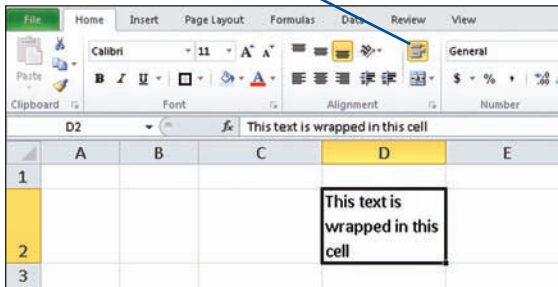 File Home Insert Page Layout Formulas Data Review View
Calibri 11 A A General
Paste B I U A $ % , .00
Clipboard Font Alignment Number
D2 fx This text is wrapped in this cell
A B C D E
1
This text is
wrapped in this
2 cell
3